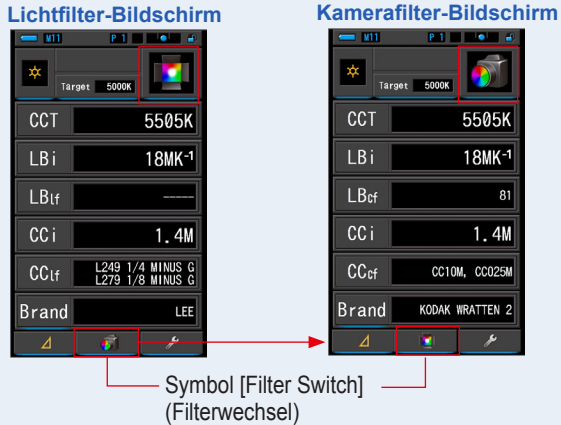 Lichtfilter-Bildschirm
M11 P 1
Target 5000K
CCT 5505K
LBi 18MK-1
LBlf -----
CCi 1.4M
CClf L249 1/4 MINUS G
L279 1/8 MINUS G
Brand LEE
Kamerafilter-Bildschirm
M11 P 1
Target 5000K
CCT 5505K
LBi 18MK-1
LBcf 81
CCi 1.4M
CCcf CC10M, CC025M
Brand KODAK WRATTEN 2
Symbol [Filter Switch]
(Filterwechsel)